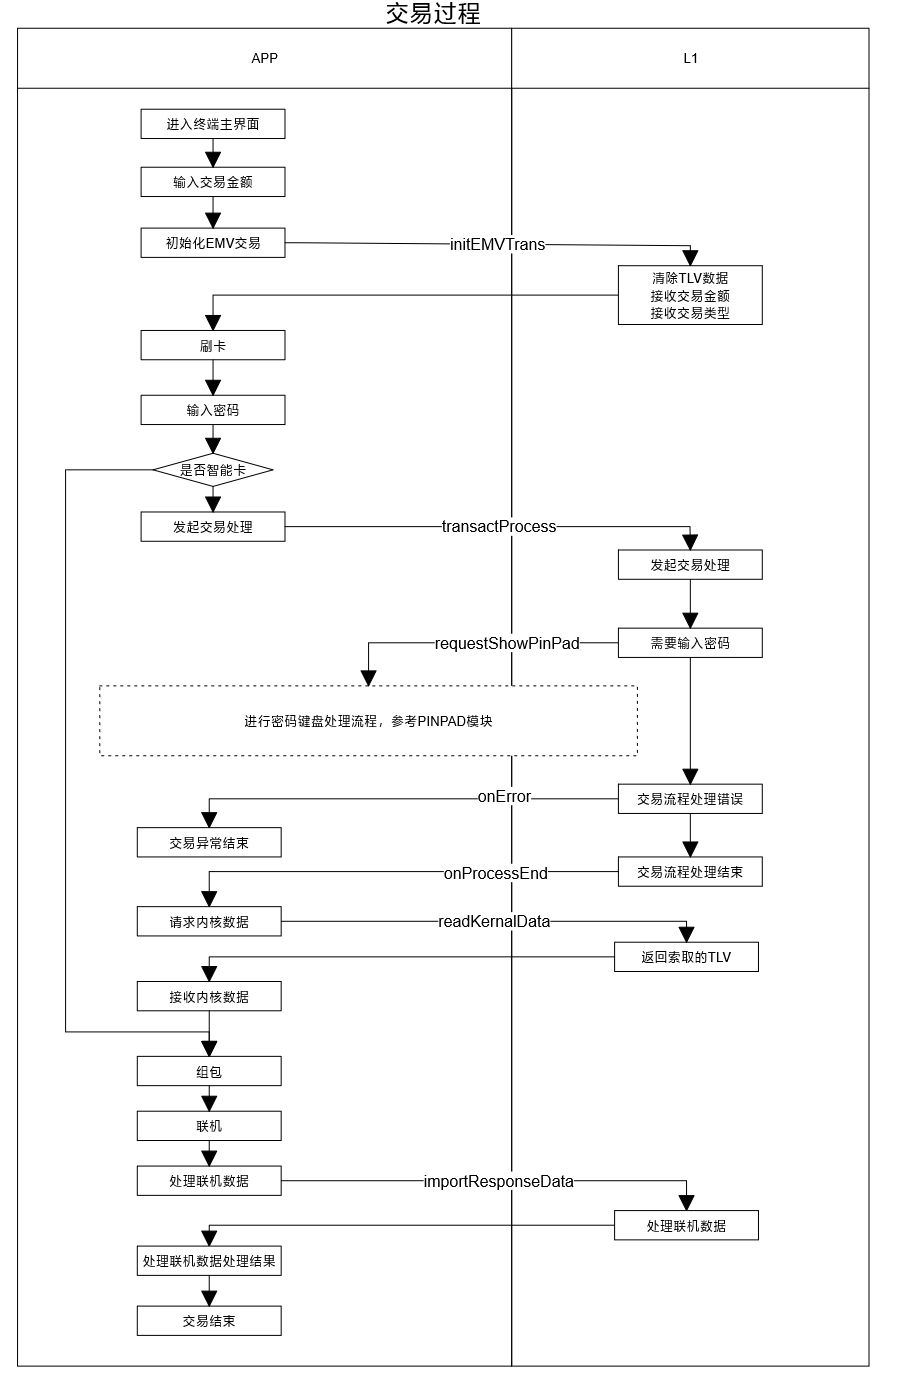 交易过程
APP
L1
进入终端主界面
输入交易金额
初始化EMV交易
initEMVTrans
清除TLV数据
接收交易金额
接收交易类型
刷卡
输入密码
是否智能卡
发起交易处理
transactProcess
发起交易处理
requestShowPinPad
需要输入密码
进行密码键盘处理流程，参考PINPAD模块
onError
交易流程处理错误
交易异常结束
onProcessEnd
交易流程处理结束
请求内核数据
readKernalData
返回索取的TLV
接收内核数据
组包
联机
处理联机数据
importResponseData
处理联机数据
处理联机数据处理结果
交易结束